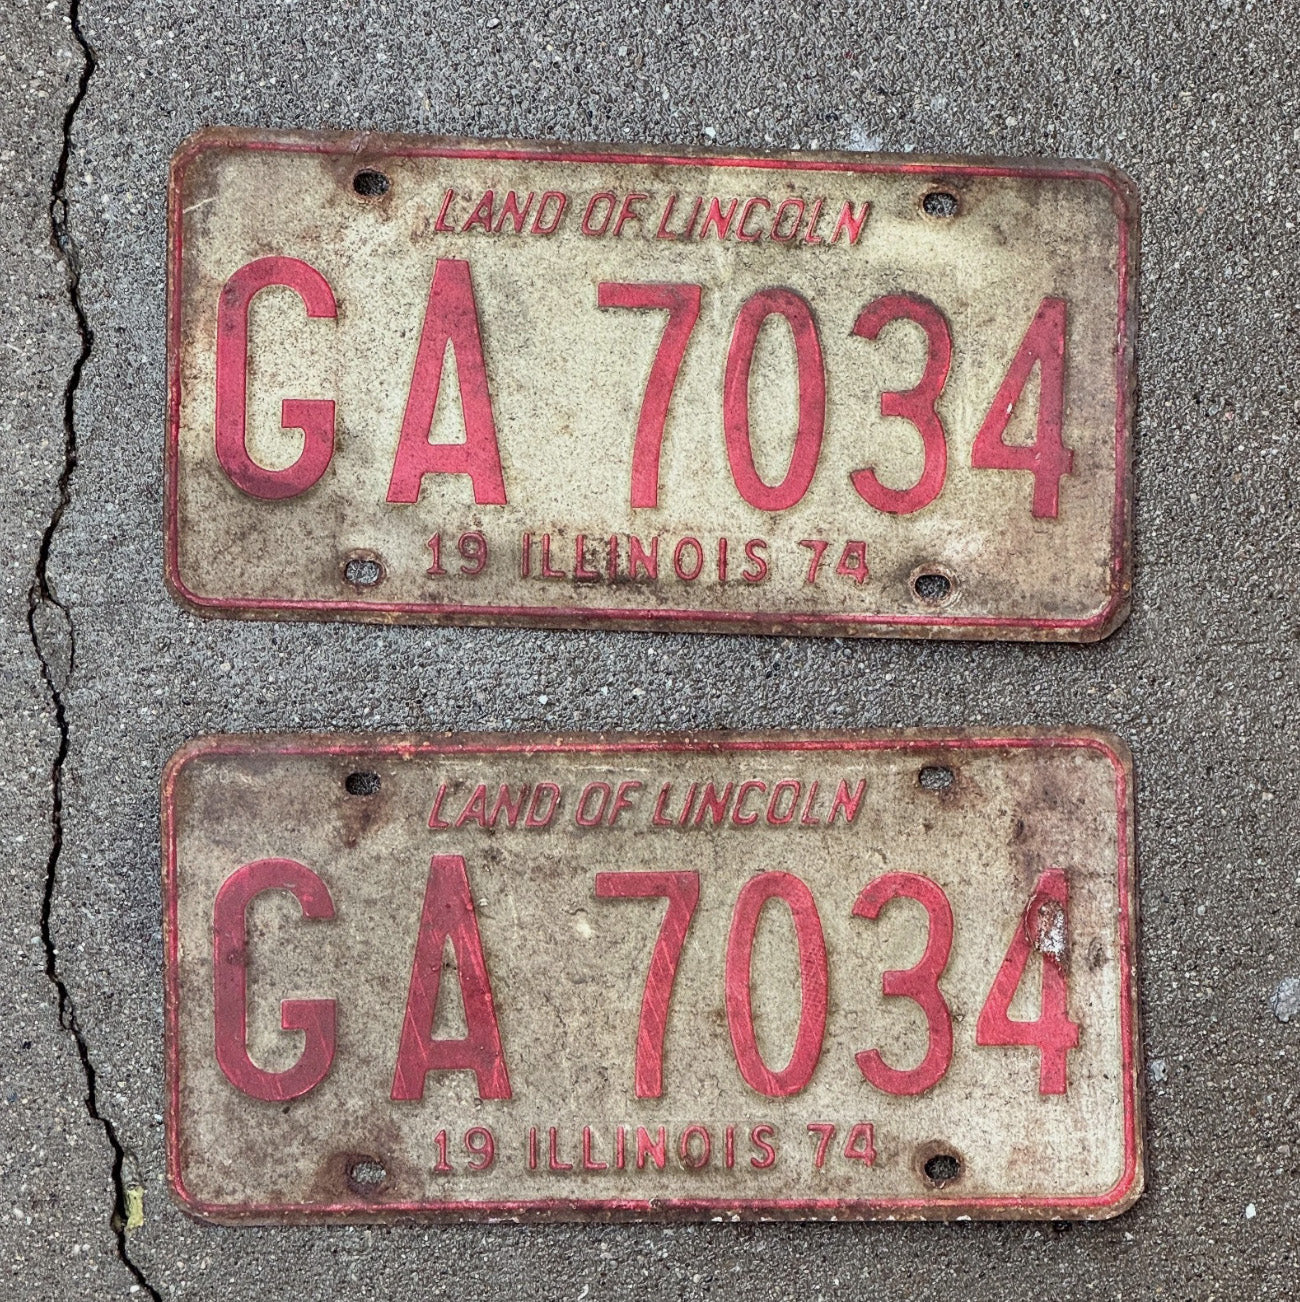 LAND OF LINCOLN
GA 7034
19 ILLINOIS 74
LAND OF LINCOLN
GA 7034
19 ILLINOIS 74